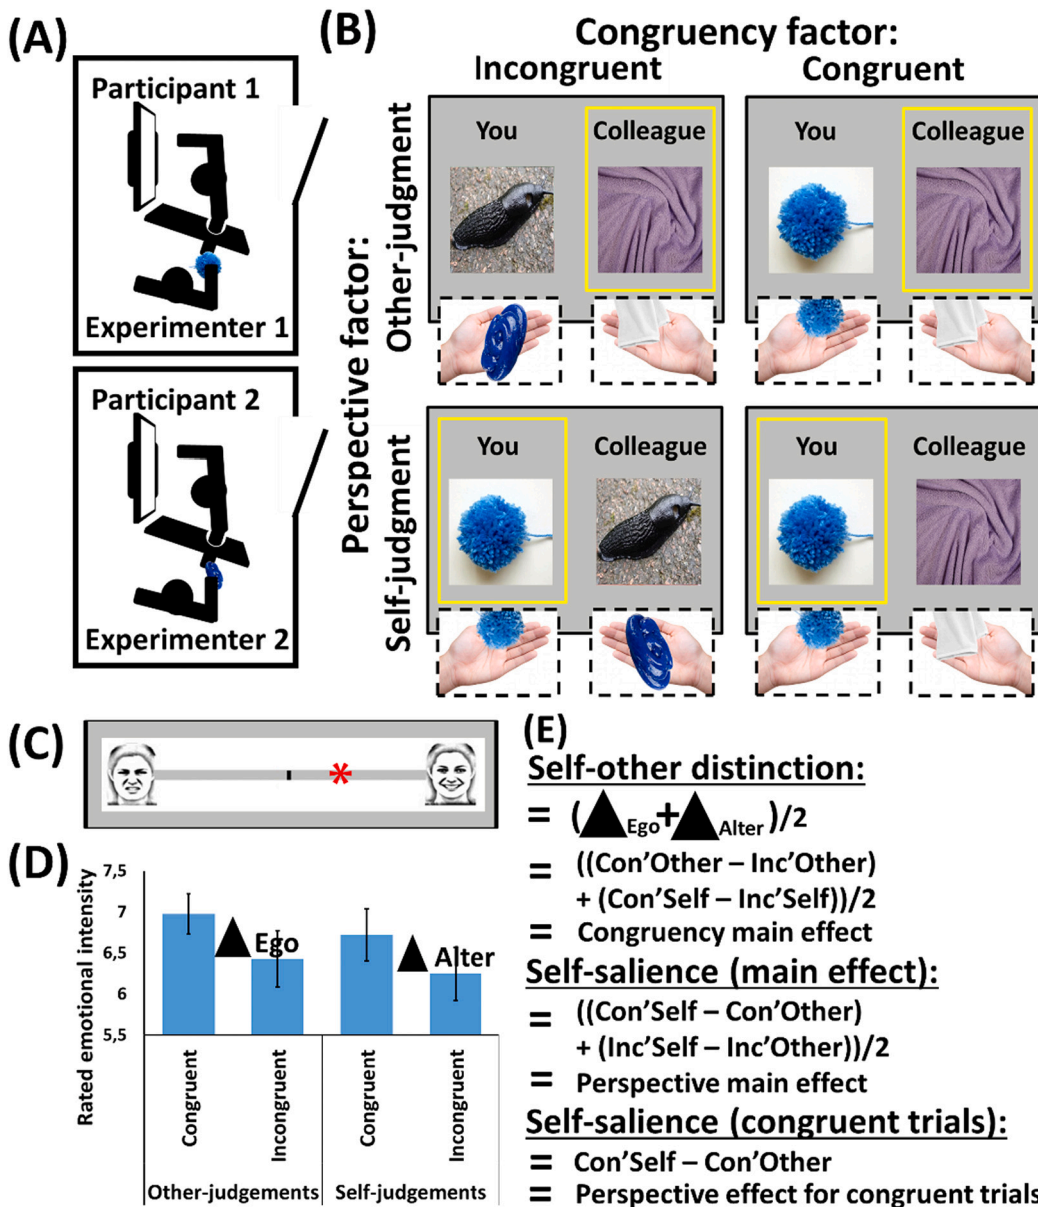 (A)
Participant 1
Experimenter 1
Participant 2
Experimenter 2
(B)
Congruency factor:
Incongruent
Congruent
Perspective factor:
Other-judgment
Self-judgment
You
Colleague
You
Colleague
You
Colleague
You
Colleague
(C)
*
(D)
Rated emotional intensity
7,5
7
6,5
6
5,5
Ego
Alter
Congruent
Incongruent
Congruent
Incongruent
Other-judgements
Self-judgements
(E)
Self-other distinction:
= (▲Ego+▲Alter)/2
= ((Con'Other – Inc'Other)
+ (Con'Self – Inc'Self))/2
= Congruency main effect
Self-salience (main effect):
= ((Con'Self – Con'Other)
+ (Inc'Self – Inc'Other))/2
= Perspective main effect
Self-salience (congruent trials):
= Con'Self – Con'Other
= Perspective effect for congruent trials